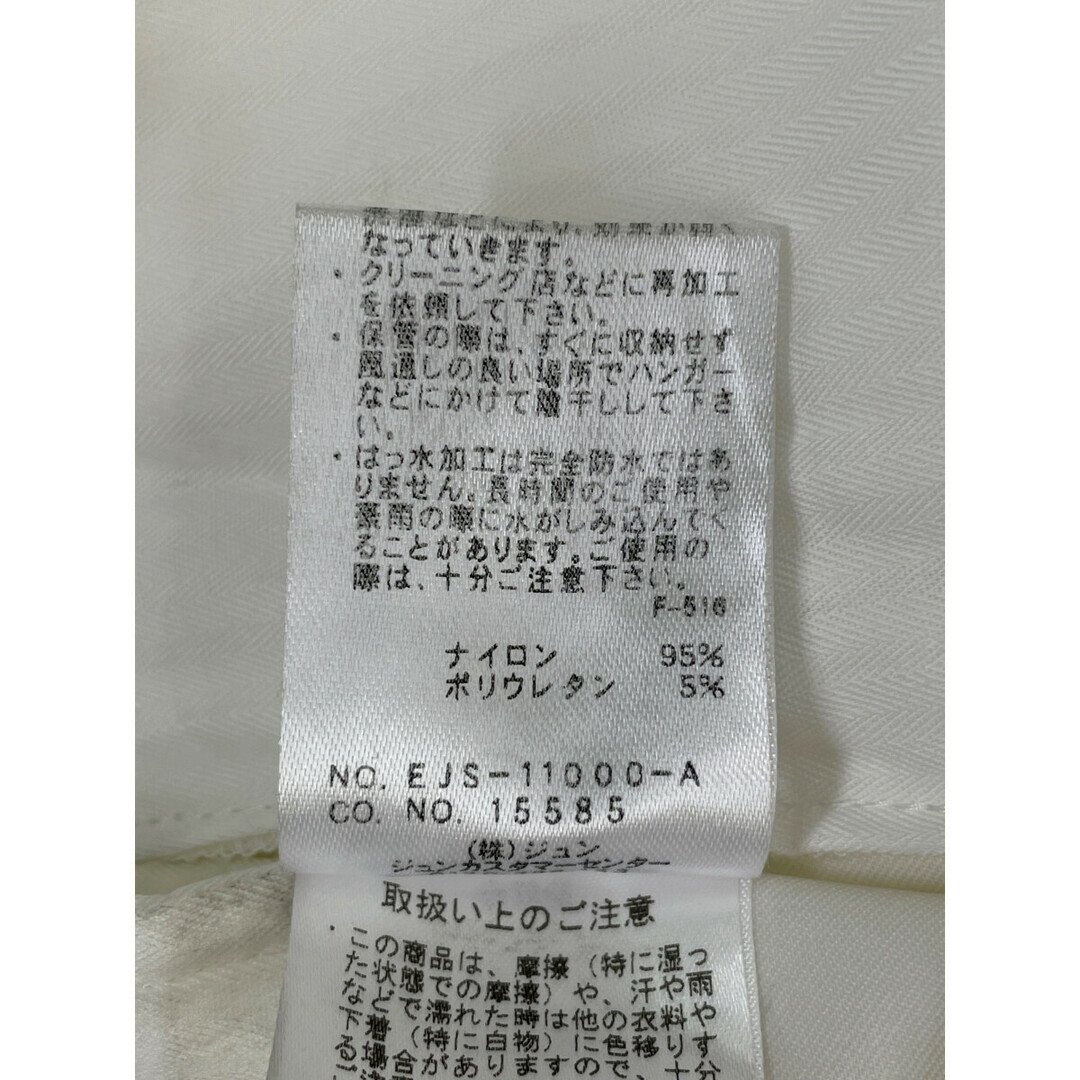 なっていきます。
・クリーニング店などに再加工
を依頼して下さい。
・保管の際は、すぐに収納せず
風通しの良い場所でハンガー
などにかけて陰干しして下さ
い。
・はっ水加工は完全防水ではあ
りません。長時間のご使用や
豪雨の際に水がしみ込んでく
ることがあります。ご使用の
際は、十分ご注意下さい。
F-516
ナイロン 95%
ポリウレタン 5%
NO. EJS-11000-A
CO. NO. 15585
(株)ジュン
ジュンカスタマーセンター
取扱い上のご注意
・この商品は、摩擦(特に湿っ
た状態での摩擦)や、汗や雨
などで濡れた時は他の衣料や
下着(特に白物)に色移りす
る場合がありますので、十分